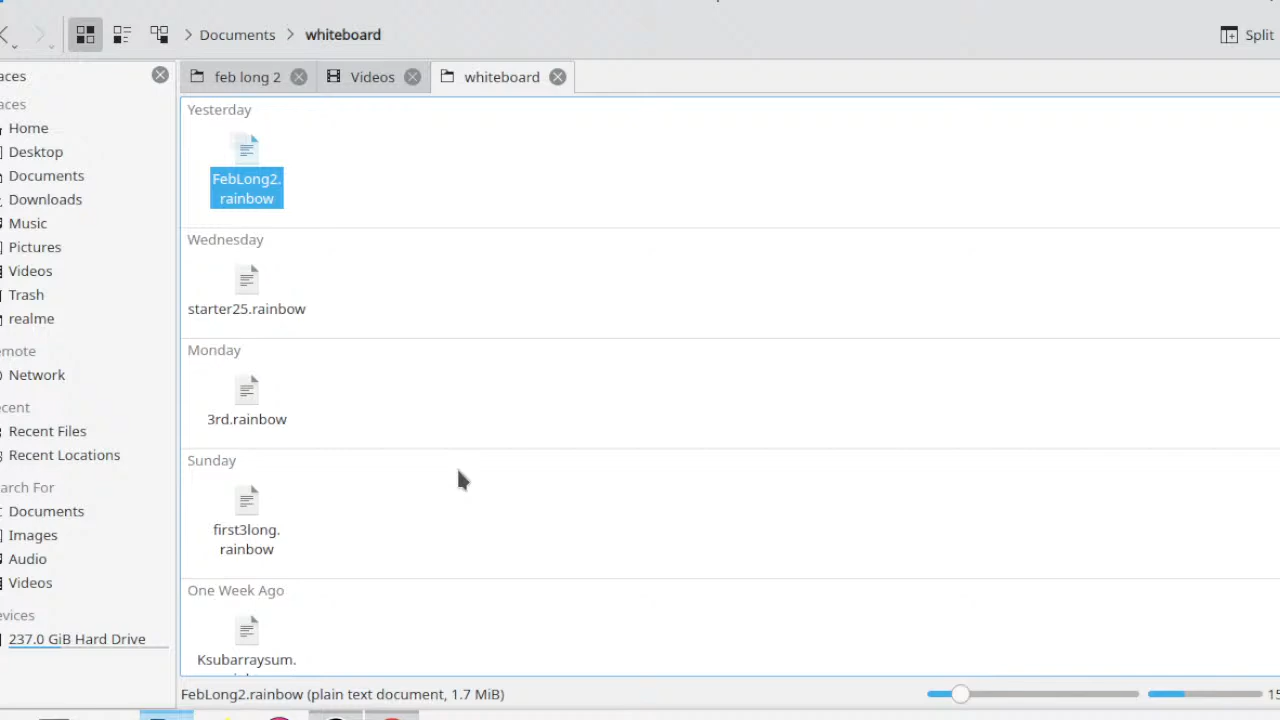 Documents
whiteboard
Split
aces
feb long 2
Videos
whiteboard
aces
Home
Desktop
Documents
Downloads
Music
Pictures
Videos
Trash
realme
emote
Network
ecent
Recent Files
Recent Locations
arch For
Documents
Images
Audio
Videos
evices
237.0 GiB Hard Drive
Yesterday
FebLong2.
rainbow
Wednesday
starter25.rainbow
Monday
3rd.rainbow
Sunday
first3long.
rainbow
One Week Ago
Ksubarraysum.
FebLong2.rainbow (plain text document, 1.7 MiB)
15